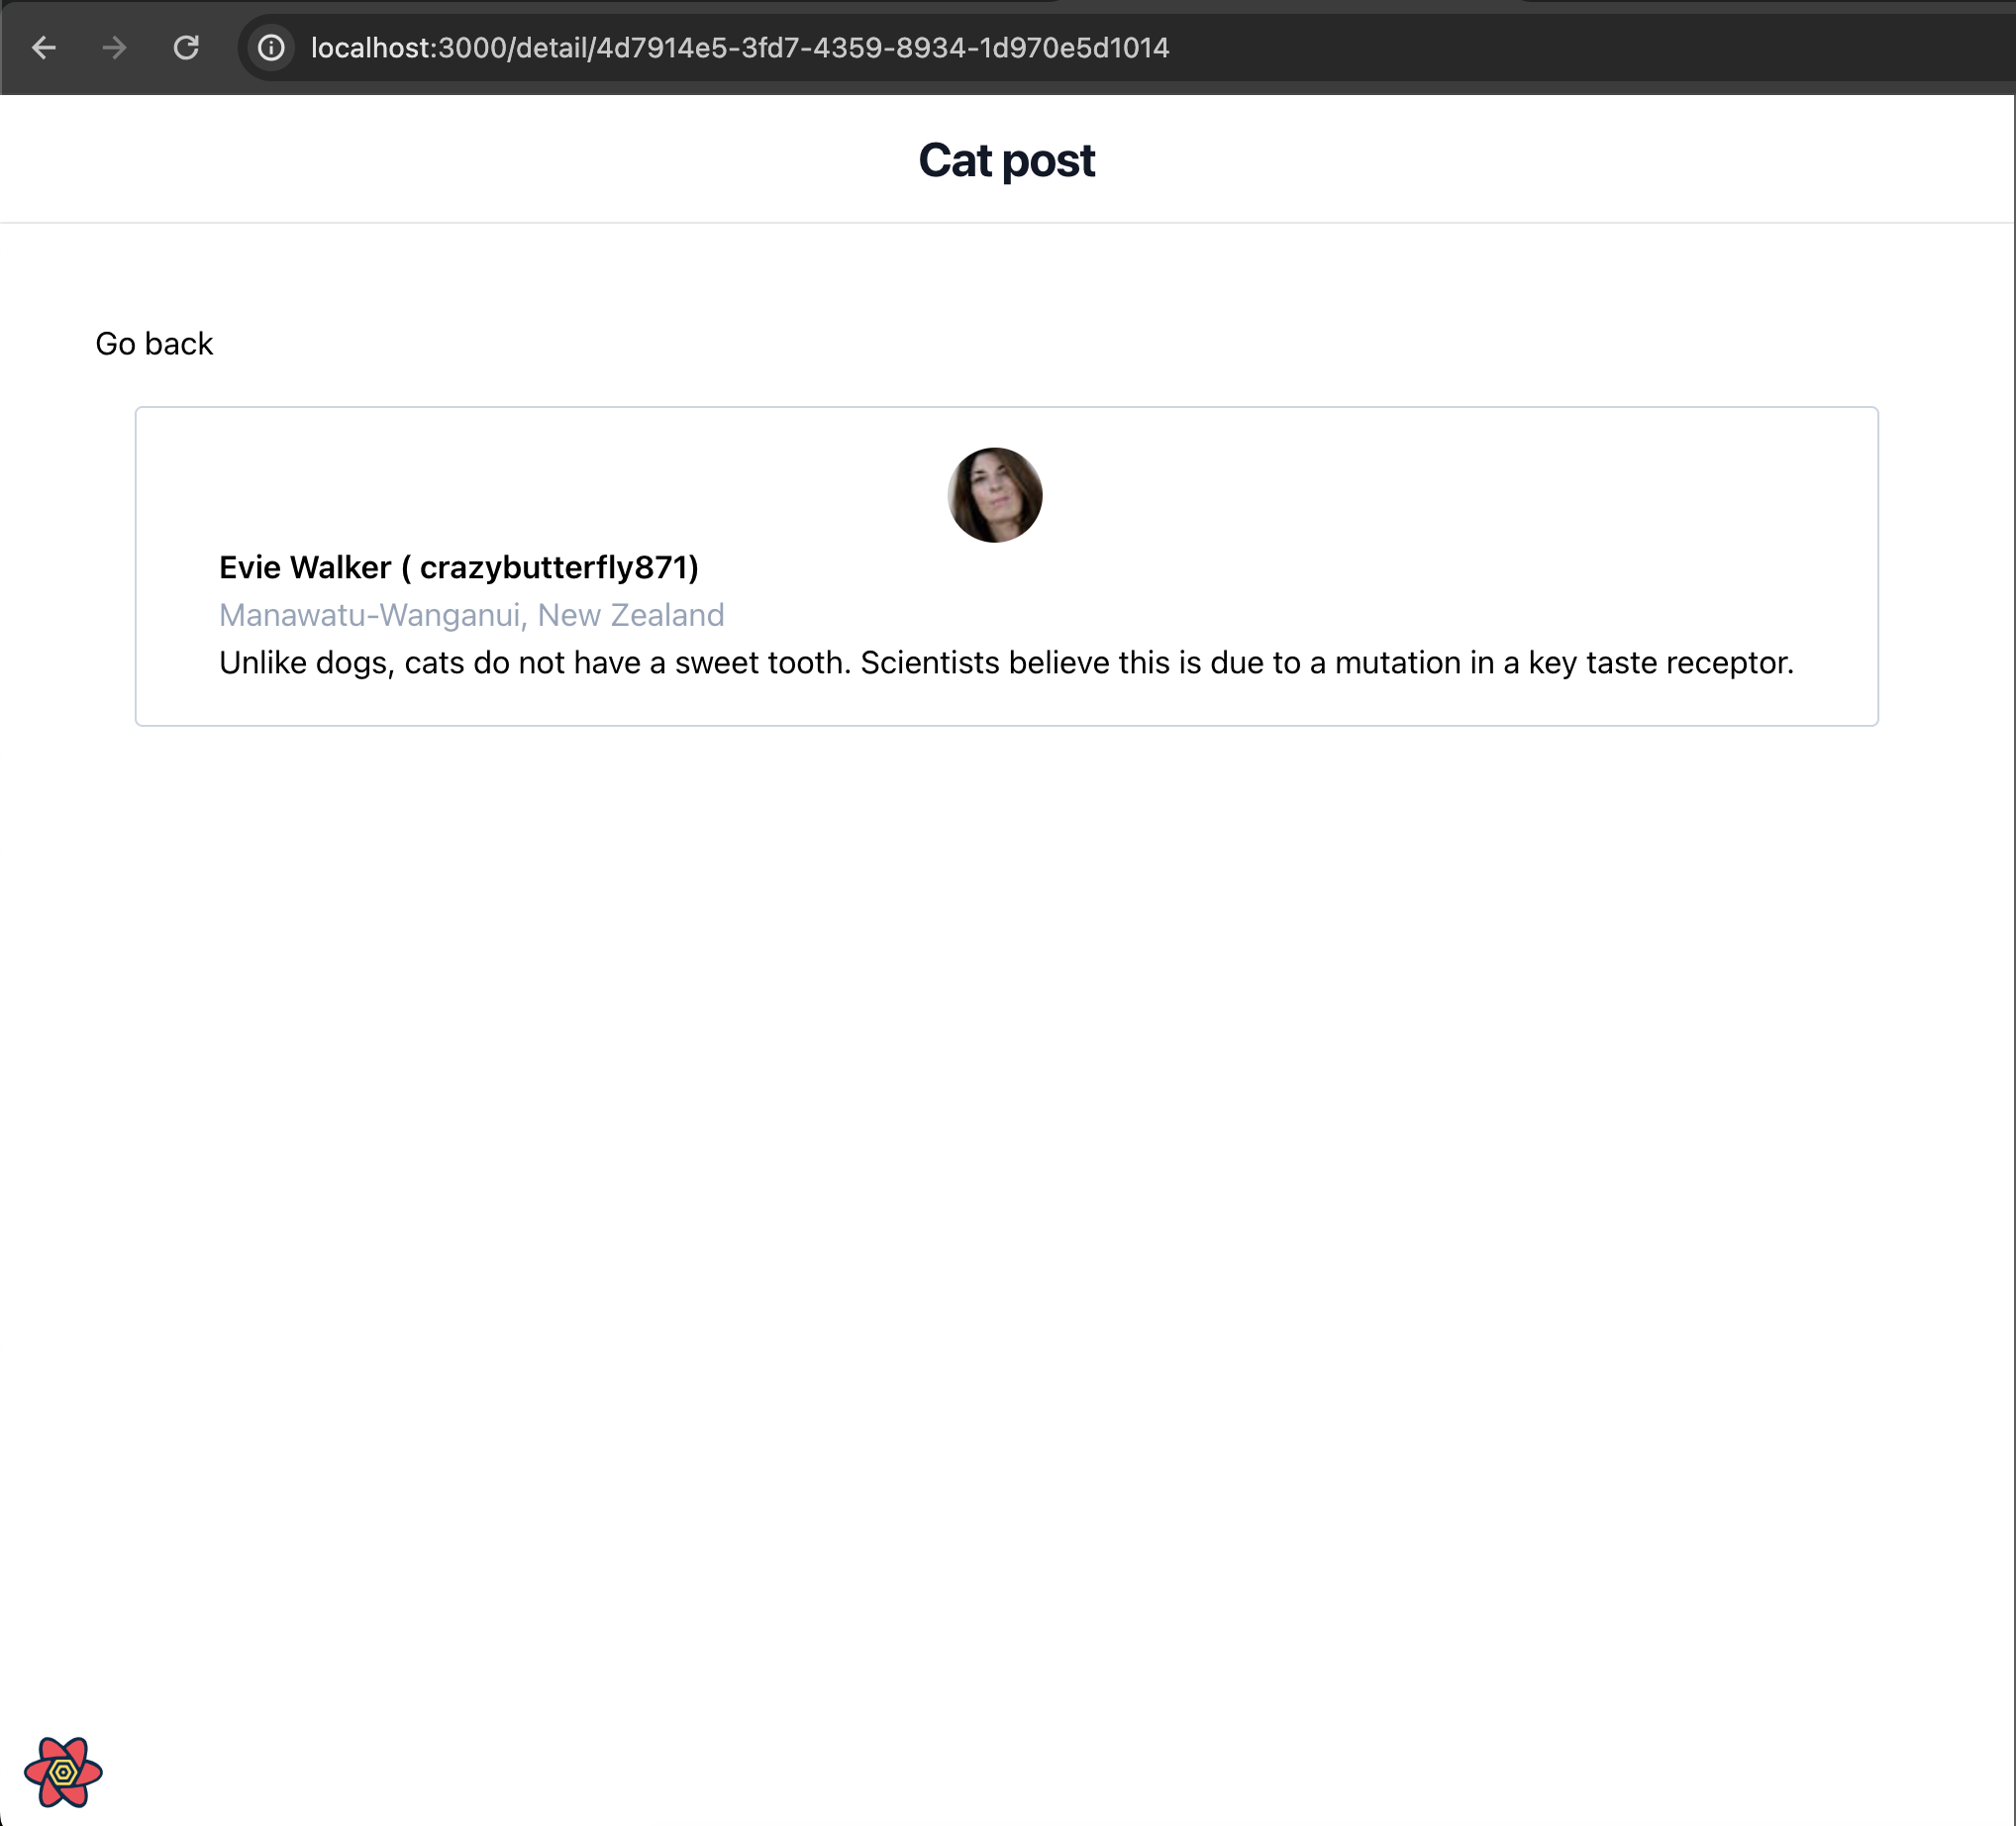 localhost:3000/detail/4d7914e5-3fd7-4359-8934-1d970e5d1014
Cat post
Go back
Evie Walker ( crazybutterfly871)
Manawatu-Wanganui, New Zealand
Unlike dogs, cats do not have a sweet tooth. Scientists believe this is due to a mutation in a key taste receptor.